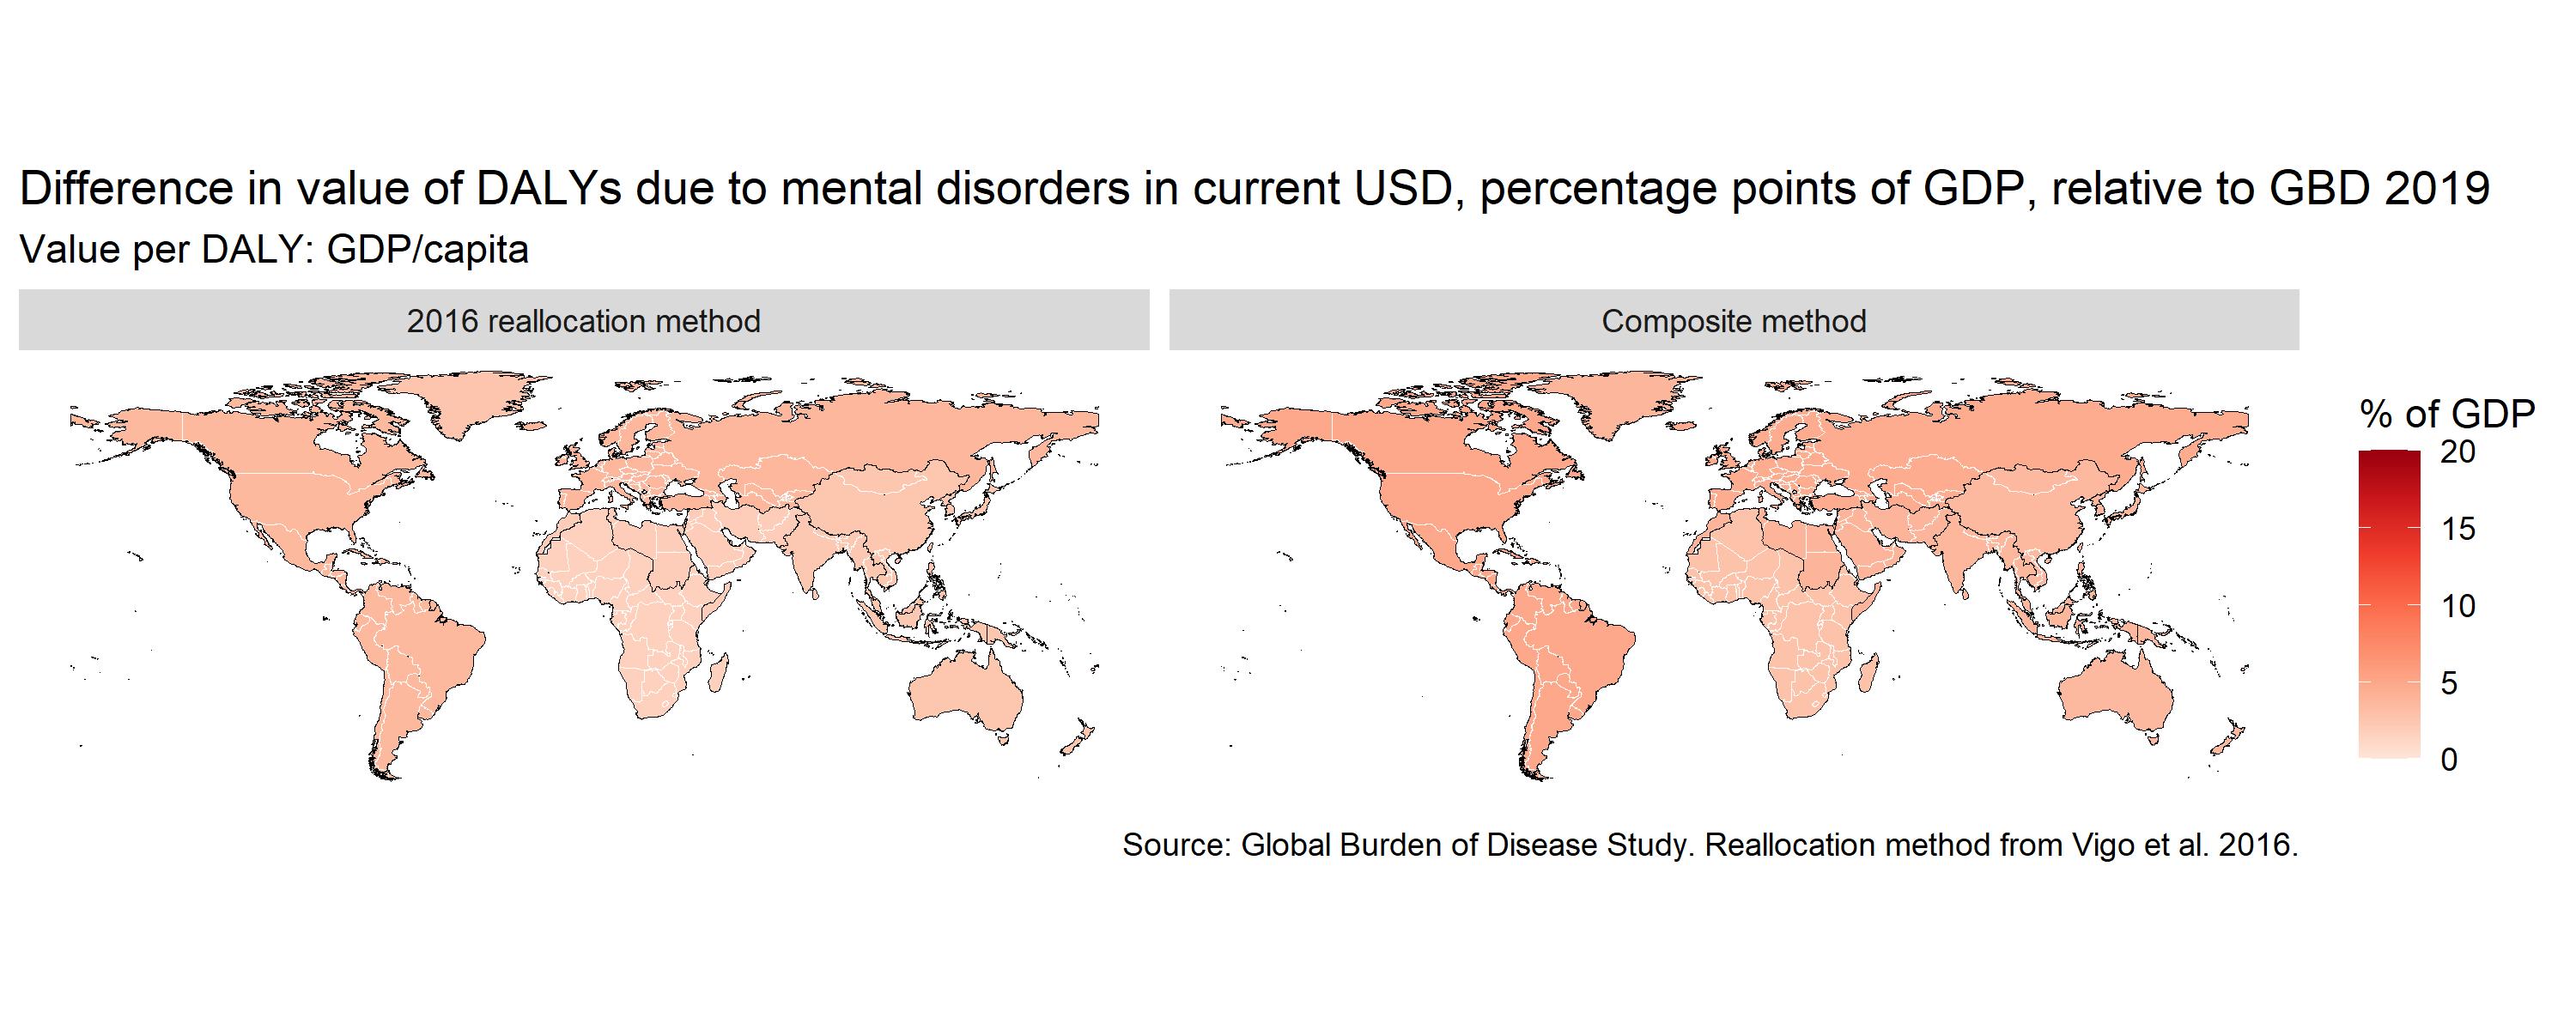 Difference in value of DALYs due to mental disorders in current USD, percentage points of GDP, relative to GBD 2019
Value per DALY: GDP/capita
2016 reallocation method
Composite method
% of GDP
20
15
10
5
0
Source: Global Burden of Disease Study. Reallocation method from Vigo et al. 2016.